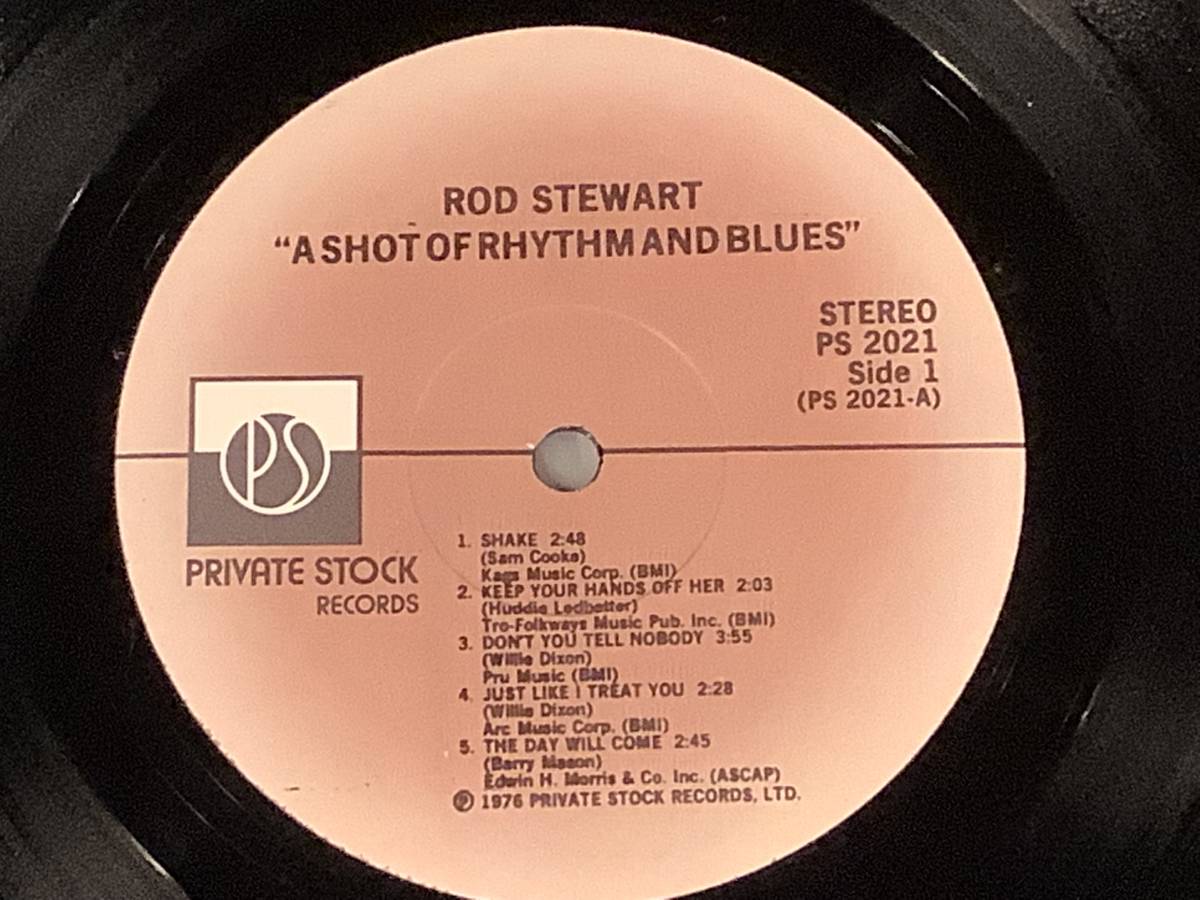 ROD STEWART
“A SHOT OF RHYTHM AND BLUES”
STEREO
PS 2021
Side 1
(PS 2021-A)
PS
PRIVATE STOCK
RECORDS
1. SHAKE 2:48
(Sam Cooke)
Kags Music Corp. (BMI)
2. KEEP YOUR HANDS OFF HER 2:03
(Huddie Ledbetter)
Tro-Folkways Music Pub. Inc. (BMI)
3. DON'T YOU TELL NOBODY 3:55
(Willie Dixon)
Pru Music (BMI)
4. JUST LIKE I TREAT YOU 2:28
(Willie Dixon)
Arc Music Corp. (BMI)
5. THE DAY WILL COME 2:45
(Barry Mason)
Edwin H. Morris & Co. Inc. (ASCAP)
℗ 1976 PRIVATE STOCK RECORDS, LTD.